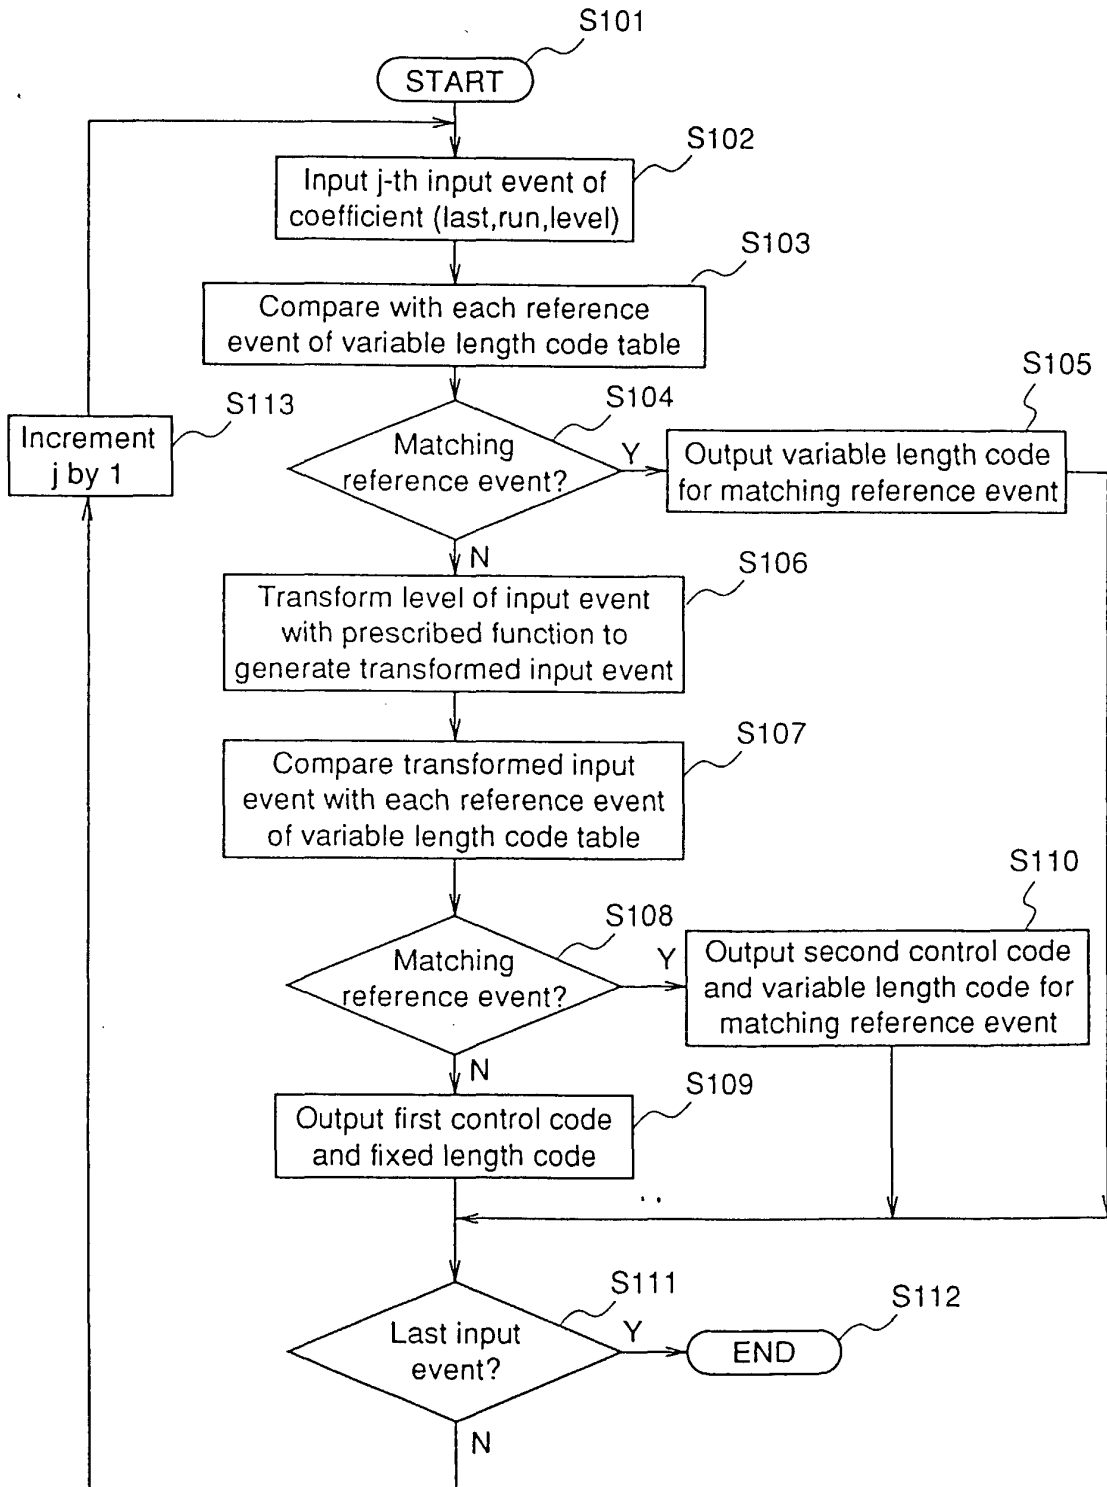 S101
START
S102
Input j-th input event of
coefficient (last,run,level)
S103
Compare with each reference
event of variable length code table
S104
Matching
reference event?
Y
S105
Output variable length code
for matching reference event
S113
Increment
j by 1
N
S106
Transform level of input event
with prescribed function to
generate transformed input event
S107
Compare transformed input
event with each reference event
of variable length code table
S108
Matching
reference event?
Y
S110
Output second control code
and variable length code for
matching reference event
N
S109
Output first control code
and fixed length code
S111
Last input
event?
Y
S112
END
N